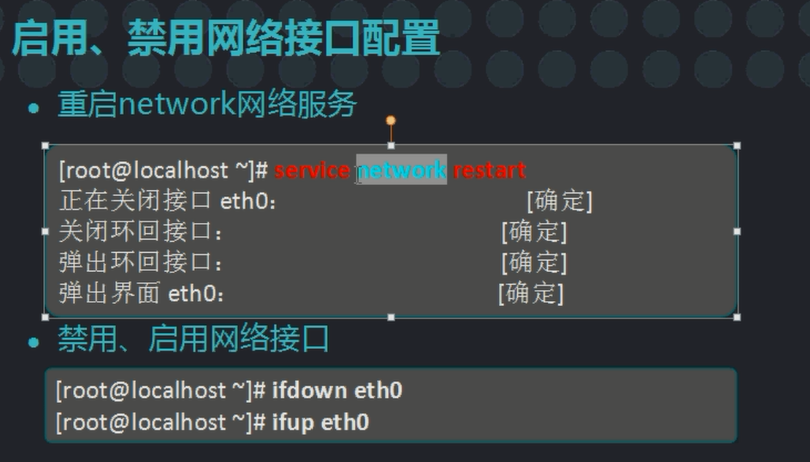 启用、禁用网络接口配置
重启network网络服务
[root@localhost ~]# service network restart
正在关闭接口 eth0： [确定]
关闭环回接口： [确定]
弹出环回接口： [确定]
弹出界面 eth0： [确定]
禁用、启用网络接口
[root@localhost ~]# ifdown eth0
[root@localhost ~]# ifup eth0